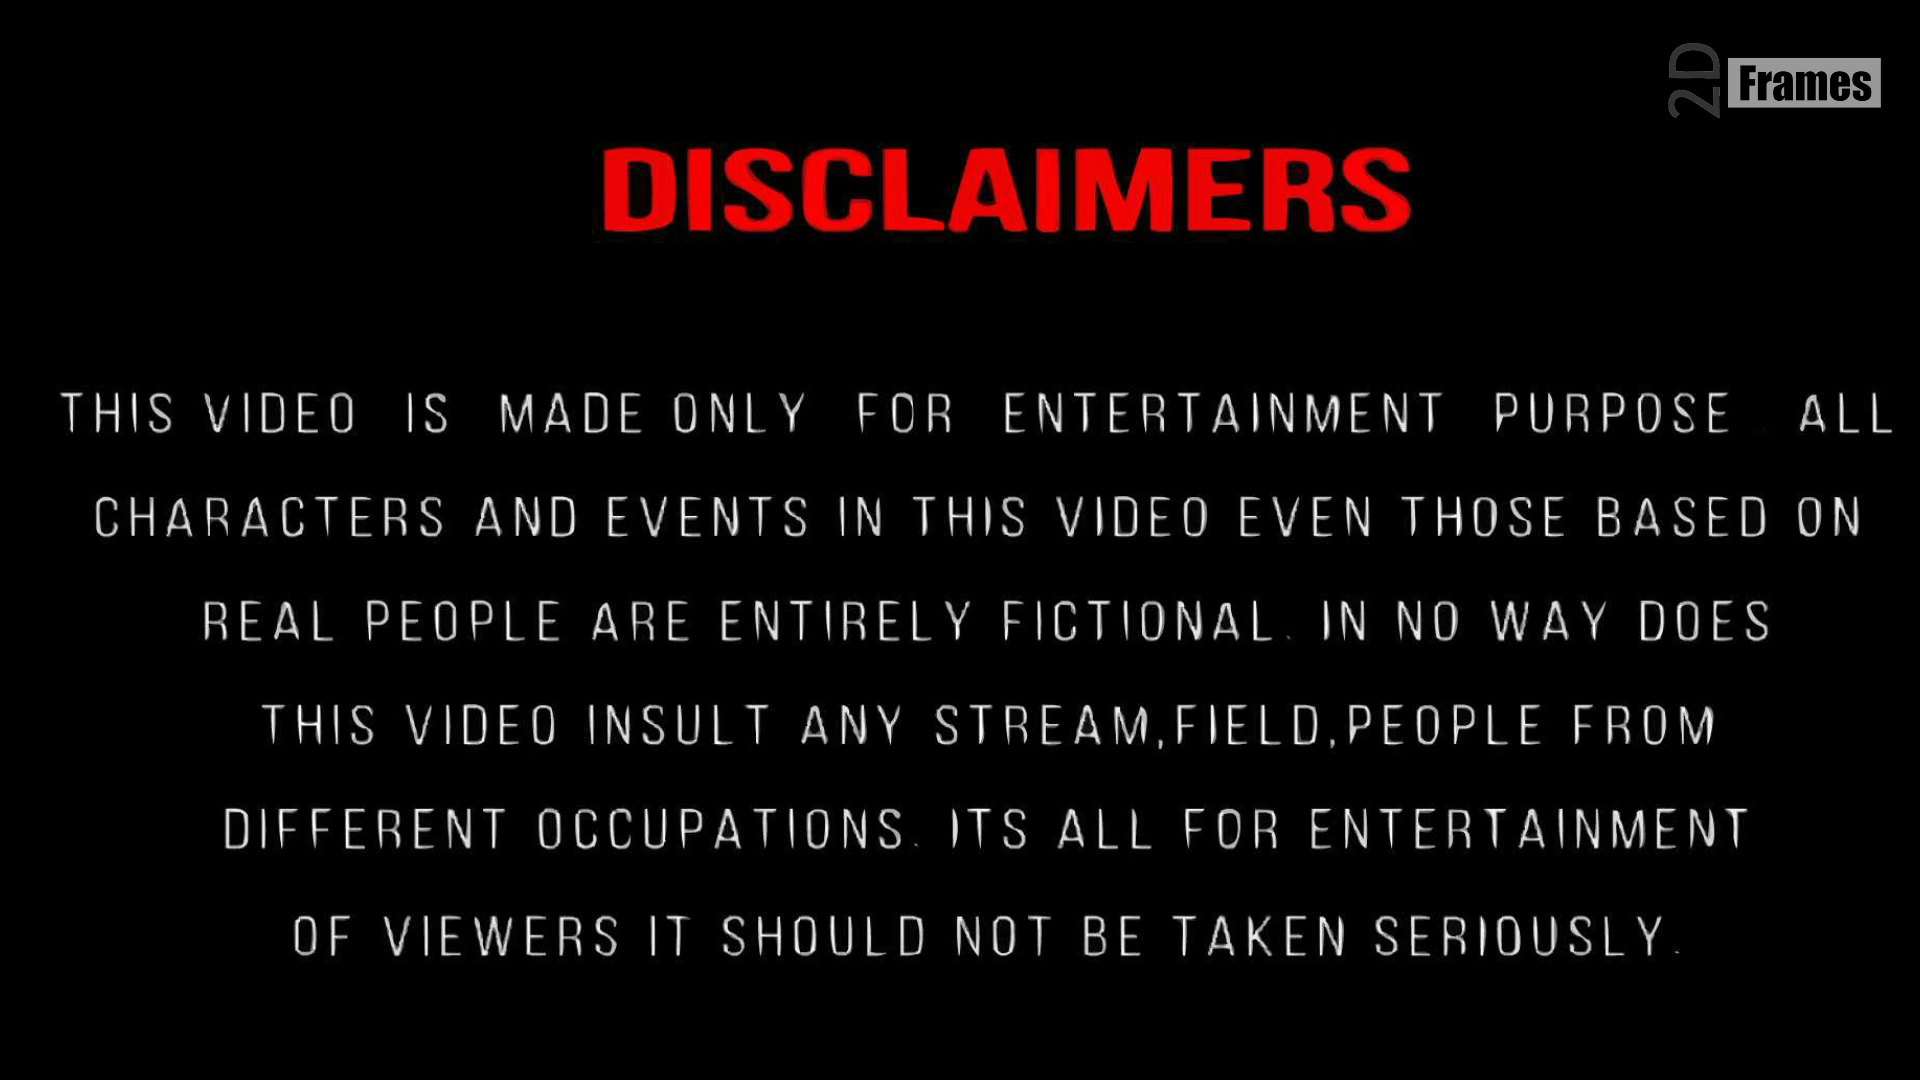 2D Frames
DISCLAIMERS
THIS VIDEO IS MADE ONLY FOR ENTERTAINMENT PURPOSE ALL
CHARACTERS AND EVENTS IN THIS VIDEO EVEN THOSE BASED ON
REAL PEOPLE ARE ENTIRELY FICTIONAL. IN NO WAY DOES
THIS VIDEO INSULT ANY STREAM,FIELD,PEOPLE FROM
DIFFERENT OCCUPATIONS. ITS ALL FOR ENTERTAINMENT
OF VIEWERS IT SHOULD NOT BE TAKEN SERIOUSLY.